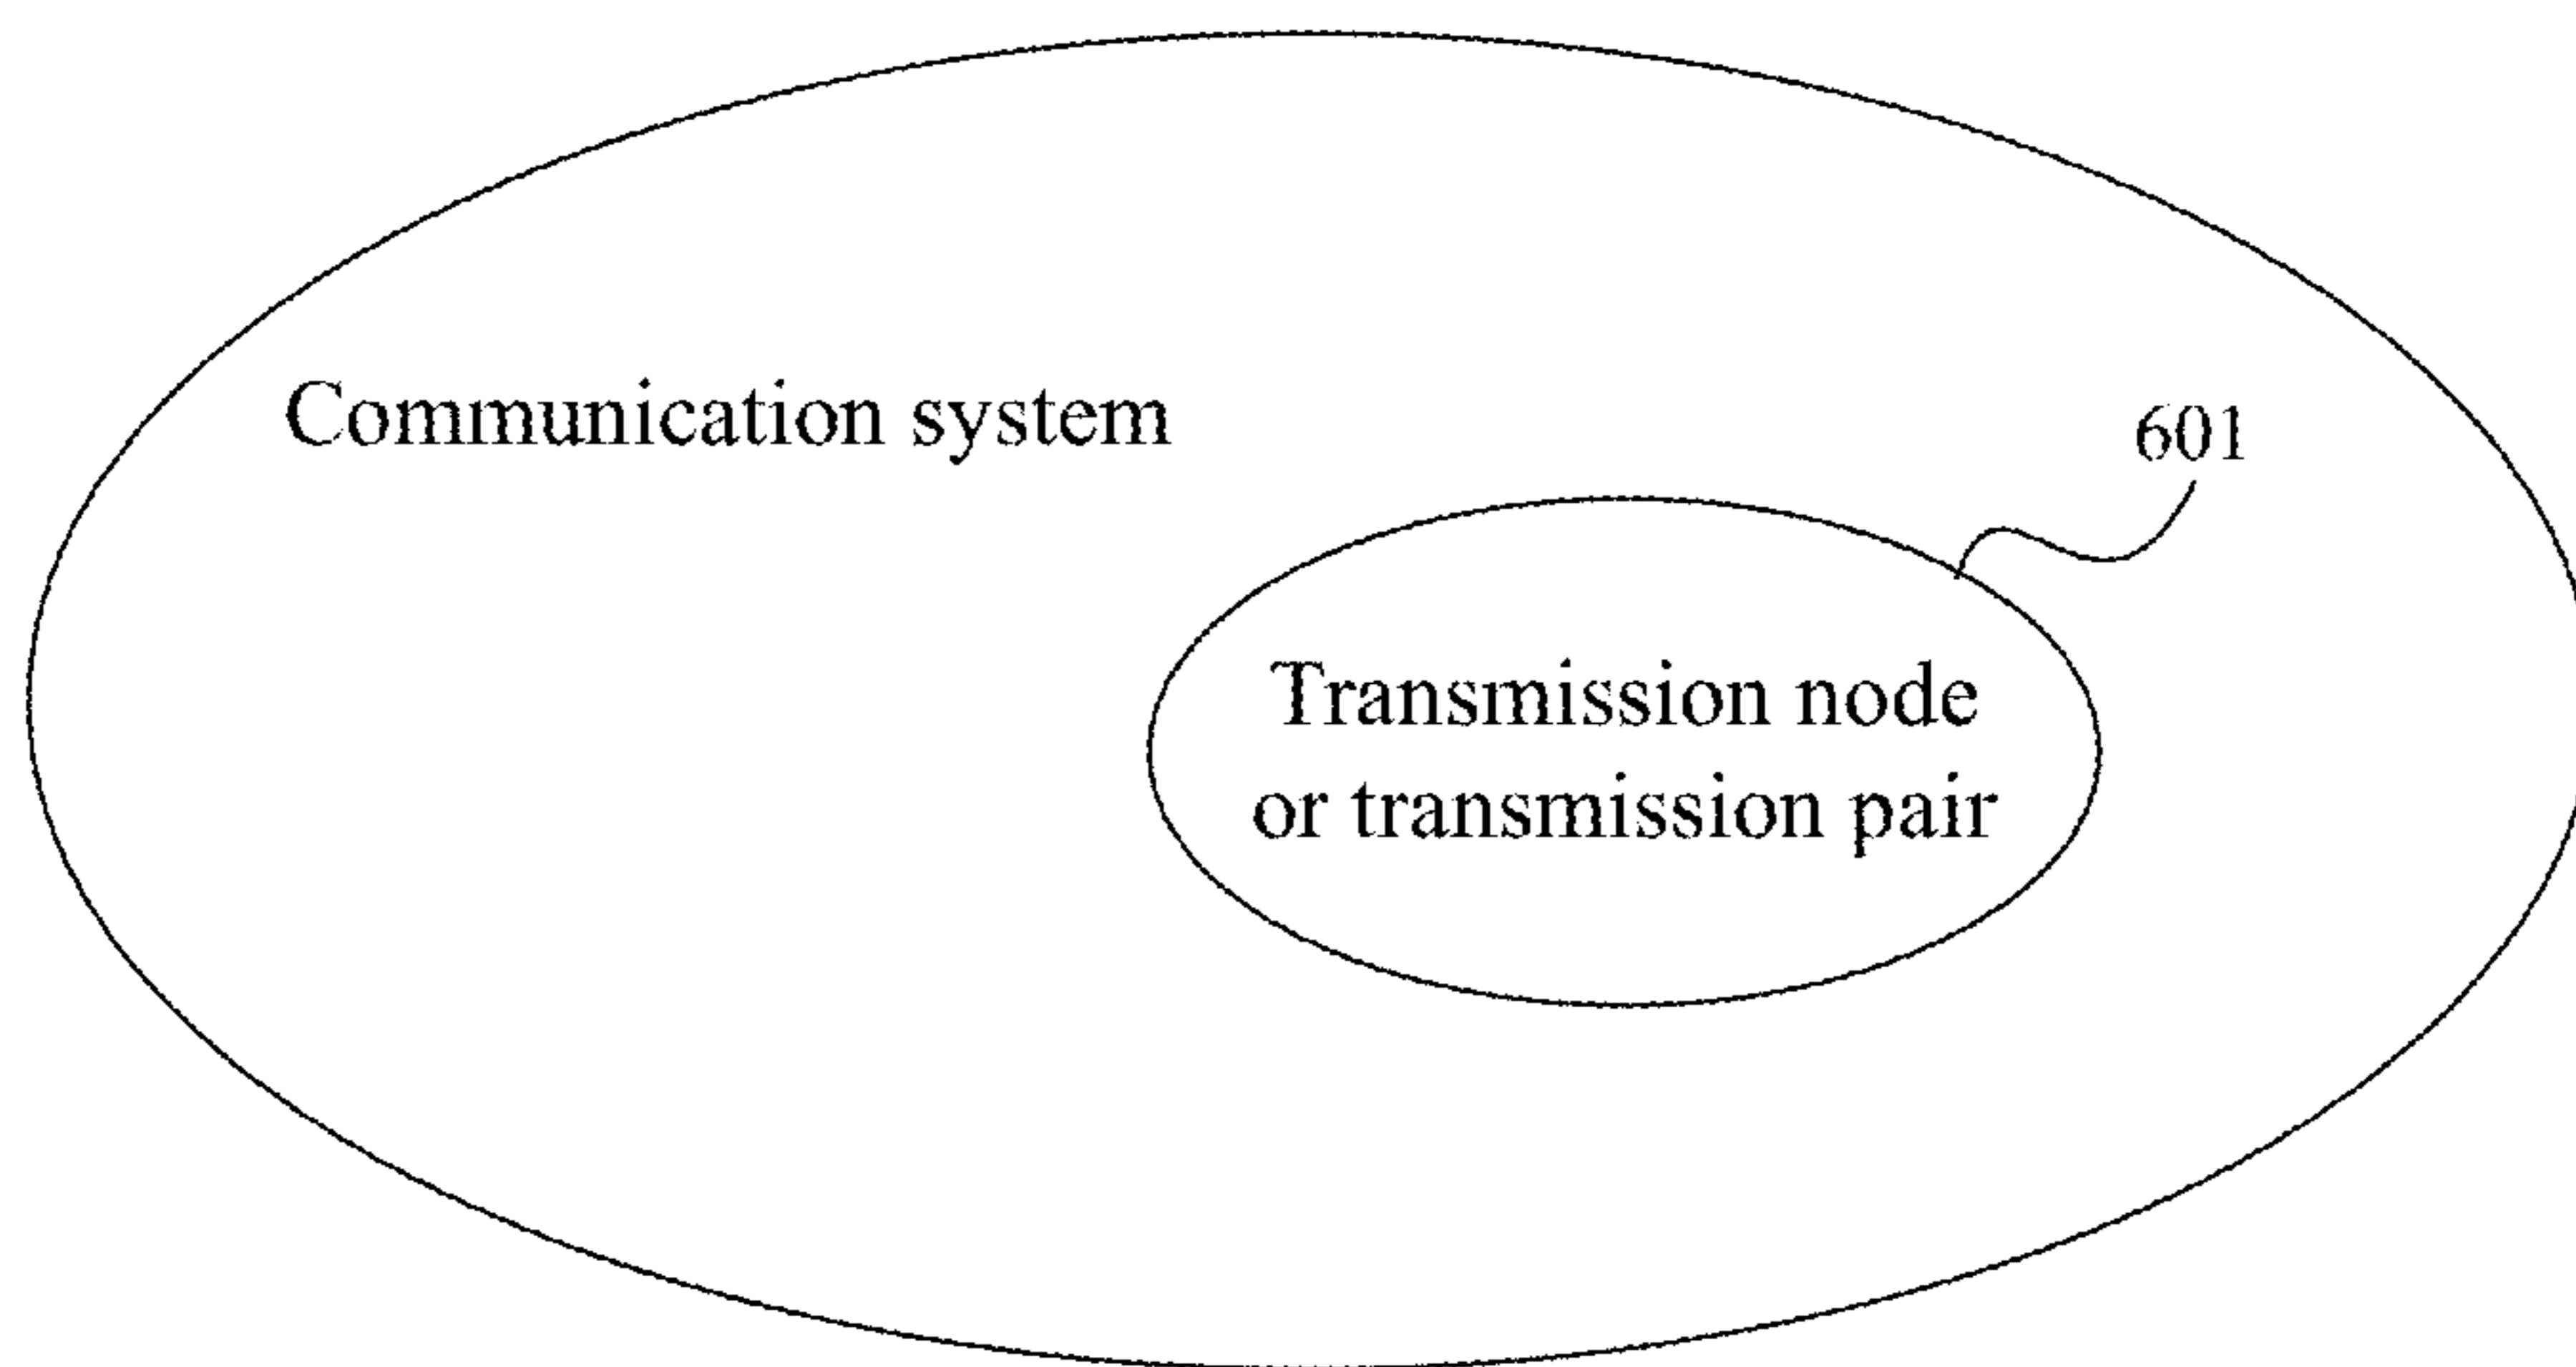 Communication system
601
Transmission node
or transmission pair